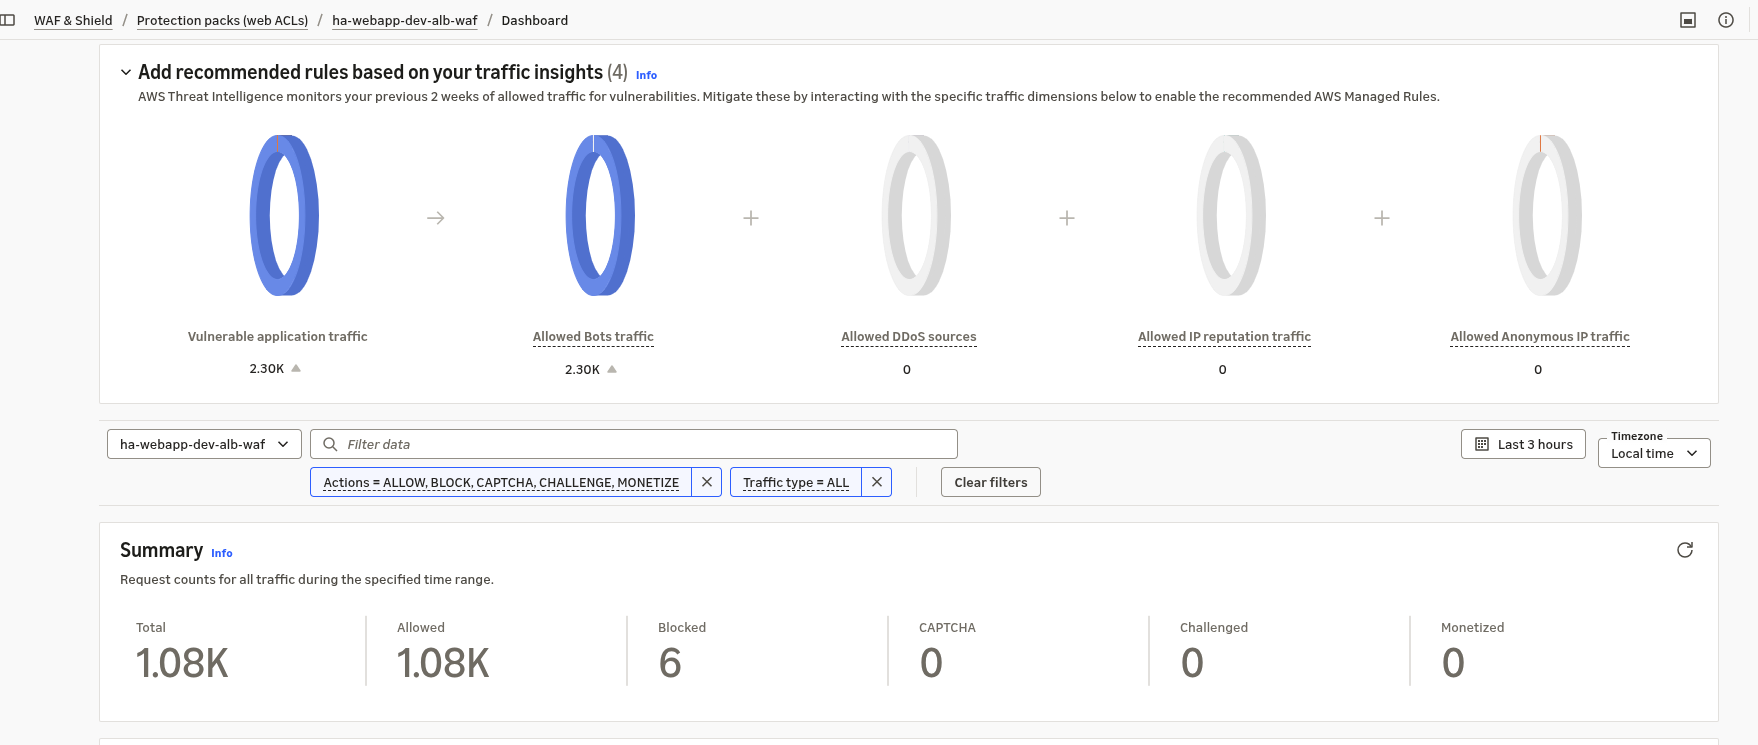 WAF & Shield / Protection packs (web ACLs) / ha-webapp-dev-alb-waf / Dashboard
Add recommended rules based on your traffic insights (4) Info
AWS Threat Intelligence monitors your previous 2 weeks of allowed traffic for vulnerabilities. Mitigate these by interacting with the specific traffic dimensions below to enable the recommended AWS Managed Rules.
Vulnerable application traffic
2.30K
Allowed Bots traffic
2.30K
Allowed DDoS sources
0
Allowed IP reputation traffic
0
Allowed Anonymous IP traffic
0
ha-webapp-dev-alb-waf
Filter data
Last 3 hours
Timezone
Local time
Actions = ALLOW, BLOCK, CAPTCHA, CHALLENGE, MONETIZE
Traffic type = ALL
Clear filters
Summary Info
Request counts for all traffic during the specified time range.
Total
1.08K
Allowed
1.08K
Blocked
6
CAPTCHA
0
Challenged
0
Monetized
0